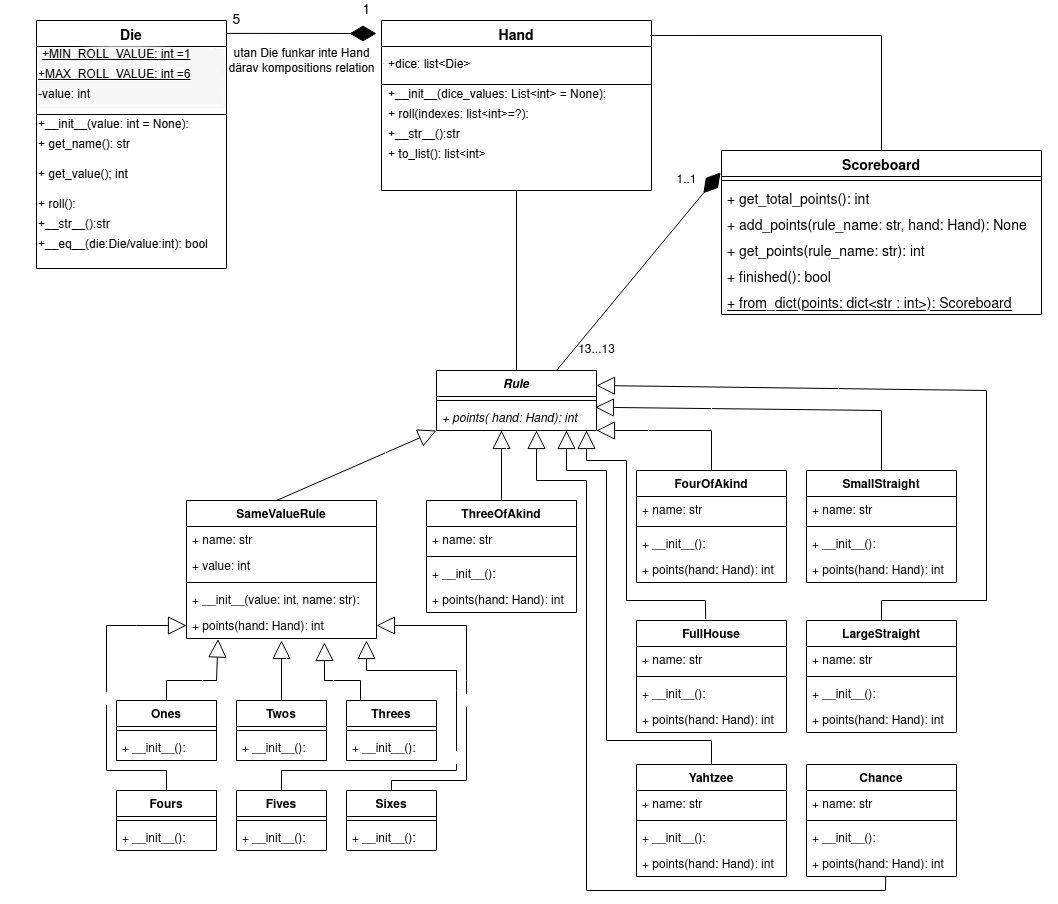 5
1
Die
+MIN_ROLL_VALUE: int =1
+MAX_ROLL_VALUE: int =6
-value: int
+__init__(value: int = None):
+ get_name(): str
+ get_value(); int
+ roll():
+__str__():str
+__eq__(die:Die/value:int): bool
utan Die funkar inte Hand
därav kompositions relation
Hand
+dice: list<Die>
+__init__(dice_values: List<int> = None):
+ roll(indexes: list<int>=?):
+__str__():str
+ to_list(): list<int>
1..1
Scoreboard
+ get_total_points(): int
+ add_points(rule_name: str, hand: Hand): None
+ get_points(rule_name: str): int
+ finished(): bool
+ from_dict(points: dict<str : int>): Scoreboard
13...13
Rule
+ points( hand: Hand): int
SameValueRule
+ name: str
+ value: int
+ __init__(value: int, name: str):
+ points(hand: Hand): int
ThreeOfAkind
+ name: str
+ __init__():
+ points(hand: Hand): int
FourOfAkind
+ name: str
+ __init__():
+ points(hand: Hand): int
SmallStraight
+ name: str
+ __init__():
+ points(hand: Hand): int
FullHouse
+ name: str
+ __init__():
+ points(hand: Hand): int
LargeStraight
+ name: str
+ __init__():
+ points(hand: Hand): int
Ones
+ __init__():
Twos
+ __init__():
Threes
+ __init__():
Fours
+ __init__():
Fives
+ __init__():
Sixes
+ __init__():
Yahtzee
+ name: str
+ __init__():
+ points(hand: Hand): int
Chance
+ name: str
+ __init__():
+ points(hand: Hand): int